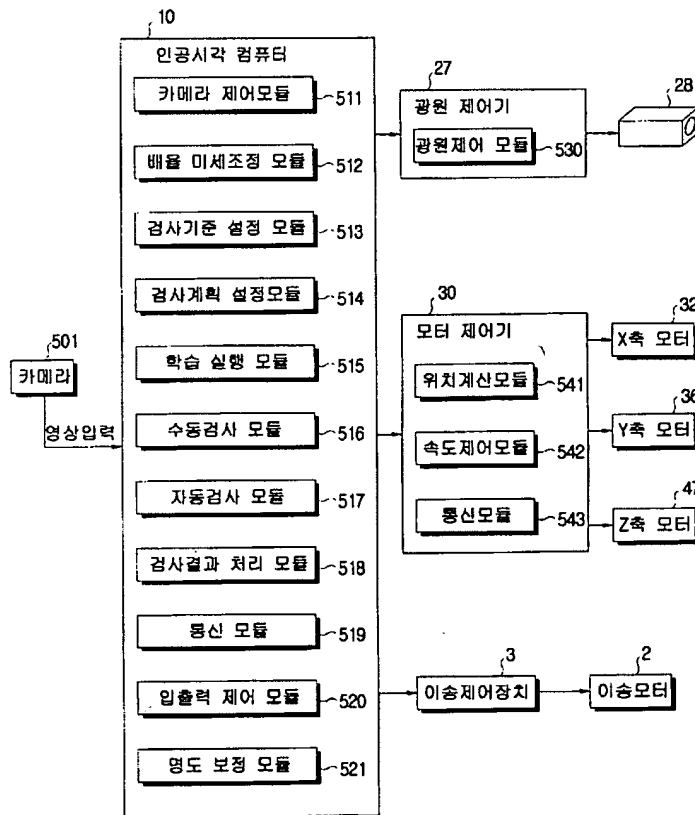 10
인공시각 컴퓨터
카메라 제어모듈
511
배율 미세조정 모듈
512
검사기준 설정 모듈
513
검사계획 설정모듈
514
학습 실행 모듈
515
수동검사 모듈
516
자동검사 모듈
517
검사결과 처리 모듈
518
통신 모듈
519
입출력 제어 모듈
520
명도 보정 모듈
521
501
카메라
영상입력
27
광원 제어기
광원제어 모듈
530
28
30
모터 제어기
위치계산모듈
541
속도제어모듈
542
통신모듈
543
32
X축 모터
36
Y축 모터
47
Z축 모터
3
이송제어장치
2
이송모터